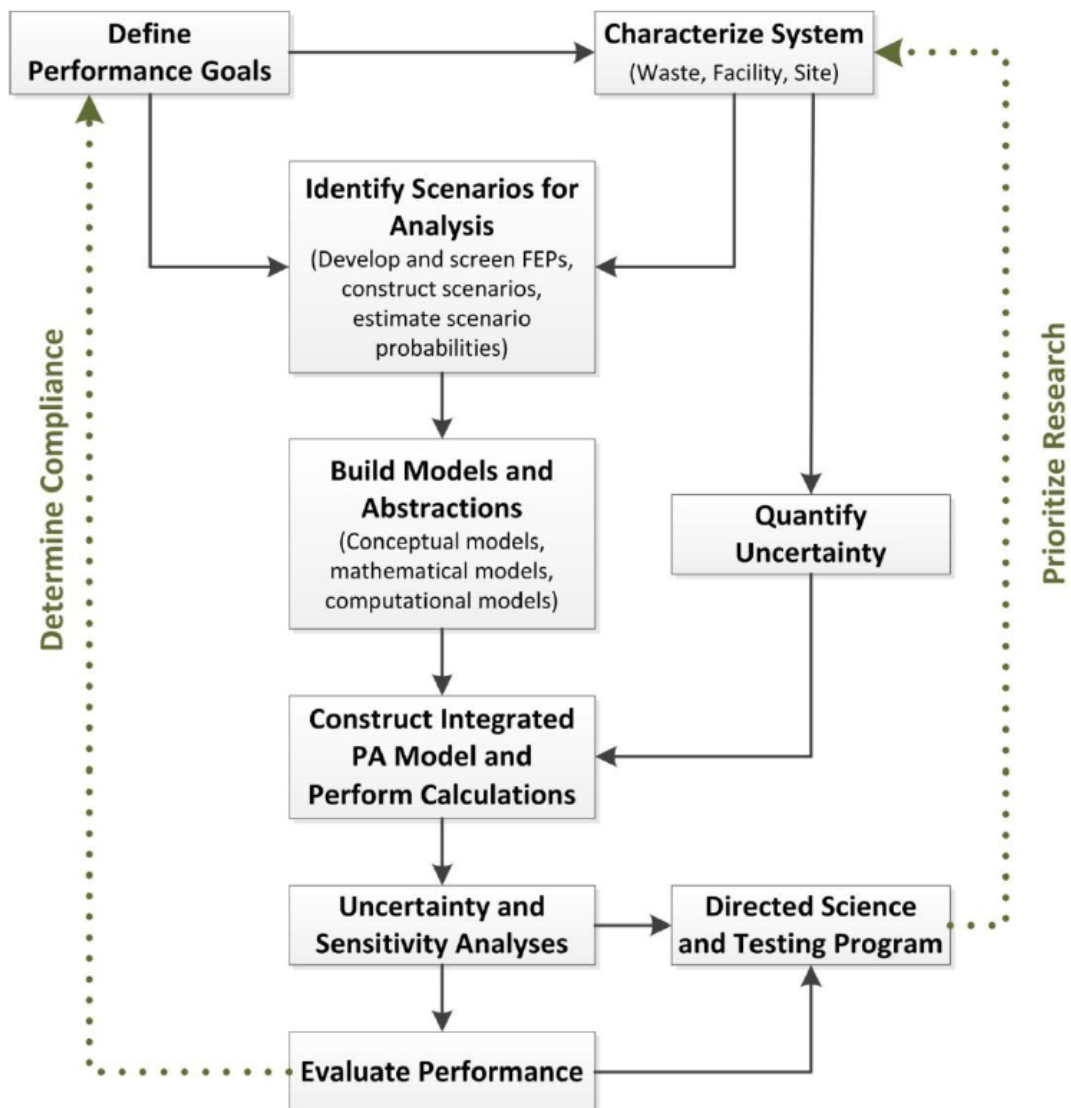 Define
Performance Goals
Characterize System
(Waste, Facility, Site)
Identify Scenarios for
Analysis
(Develop and screen FEPs,
construct scenarios,
estimate scenario
probabilities)
Determine Compliance
Prioritize Research
Build Models and
Abstractions
(Conceptual models,
mathematical models,
computational models)
Quantify
Uncertainty
Construct Integrated
PA Model and
Perform Calculations
Uncertainty and
Sensitivity Analyses
Directed Science
and Testing Program
Evaluate Performance